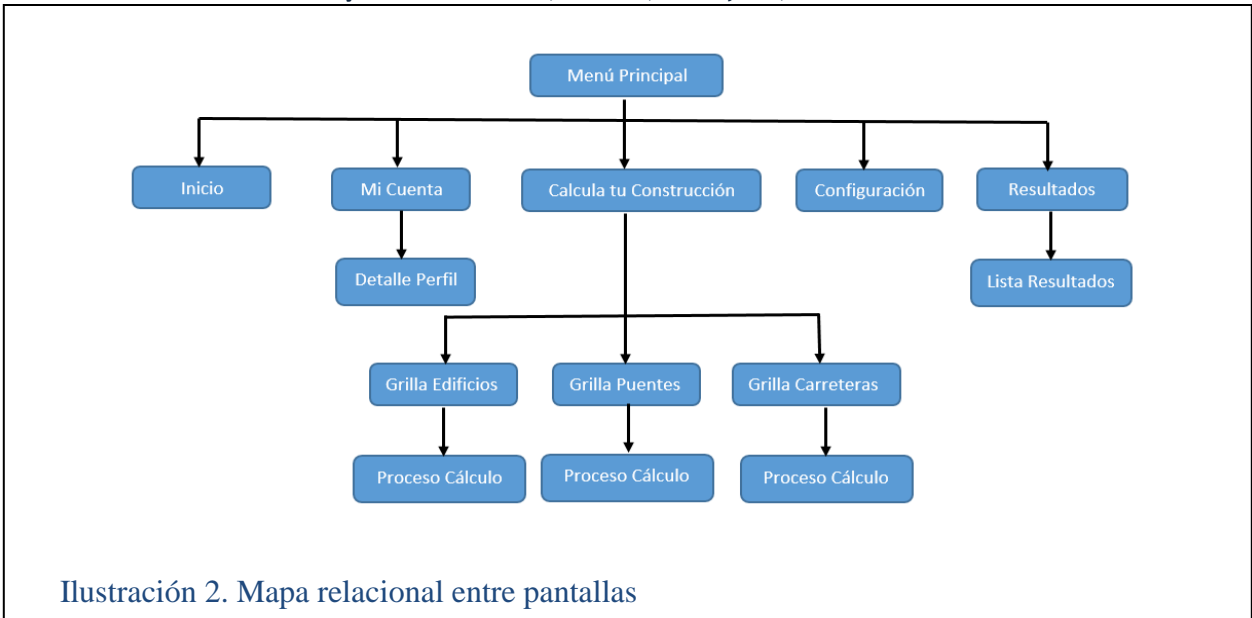 Menú Principal
Inicio
Mi Cuenta
Calcula tu Construcción
Configuración
Resultados
Detalle Perfil
Lista Resultados
Grilla Edificios
Grilla Puentes
Grilla Carreteras
Proceso Cálculo
Proceso Cálculo
Proceso Cálculo
Ilustración 2. Mapa relacional entre pantallas